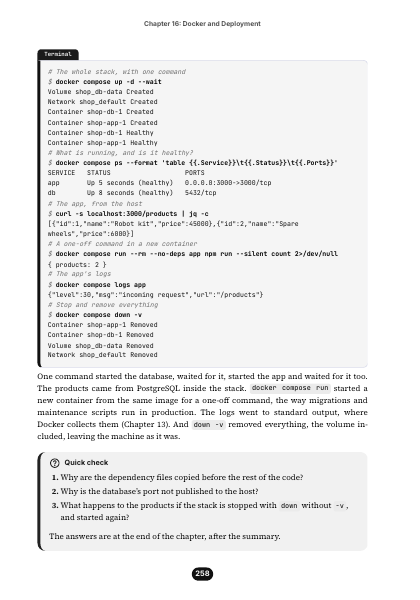 Chapter 16: Docker and Deployment
Terminal
# The whole stack, with one command
$ docker compose up -d --wait
Volume shop_db-data Created
Network shop_default Created
Container shop-db-1 Created
Container shop-app-1 Created
Container shop-db-1 Healthy
Container shop-app-1 Healthy
# What is running, and is it healthy?
$ docker compose ps --format 'table {{.Service}}\t{{.Status}}\t{{.Ports}}'
SERVICE   STATUS                   PORTS
app       Up 5 seconds (healthy)   0.0.0.0:3000->3000/tcp
db        Up 8 seconds (healthy)   5432/tcp
# The app, from the host
$ curl -s localhost:3000/products | jq -c
[{"id":1,"name":"Robot kit","price":45000},{"id":2,"name":"Spare
wheels","price":6000}]
# A one-off command in a new container
$ docker compose run --rm --no-deps app npm run --silent count 2>/dev/null
{ products: 2 }
# The app's logs
$ docker compose logs app
{"level":30,"msg":"incoming request","url":"/products"}
# Stop and remove everything
$ docker compose down -v
Container shop-app-1 Removed
Container shop-db-1 Removed
Volume shop_db-data Removed
Network shop_default Removed
One command started the database, waited for it, started the app and waited for it too.
The products came from PostgreSQL inside the stack. docker compose run started a
new container from the same image for a one-off command, the way migrations and
maintenance scripts run in production. The logs went to standard output, where
Docker collects them (Chapter 13). And down -v removed everything, the volume in-
cluded, leaving the machine as it was.
Quick check
1. Why are the dependency files copied before the rest of the code?
2. Why is the database's port not published to the host?
3. What happens to the products if the stack is stopped with down without -v,
and started again?
The answers are at the end of the chapter, after the summary.
258